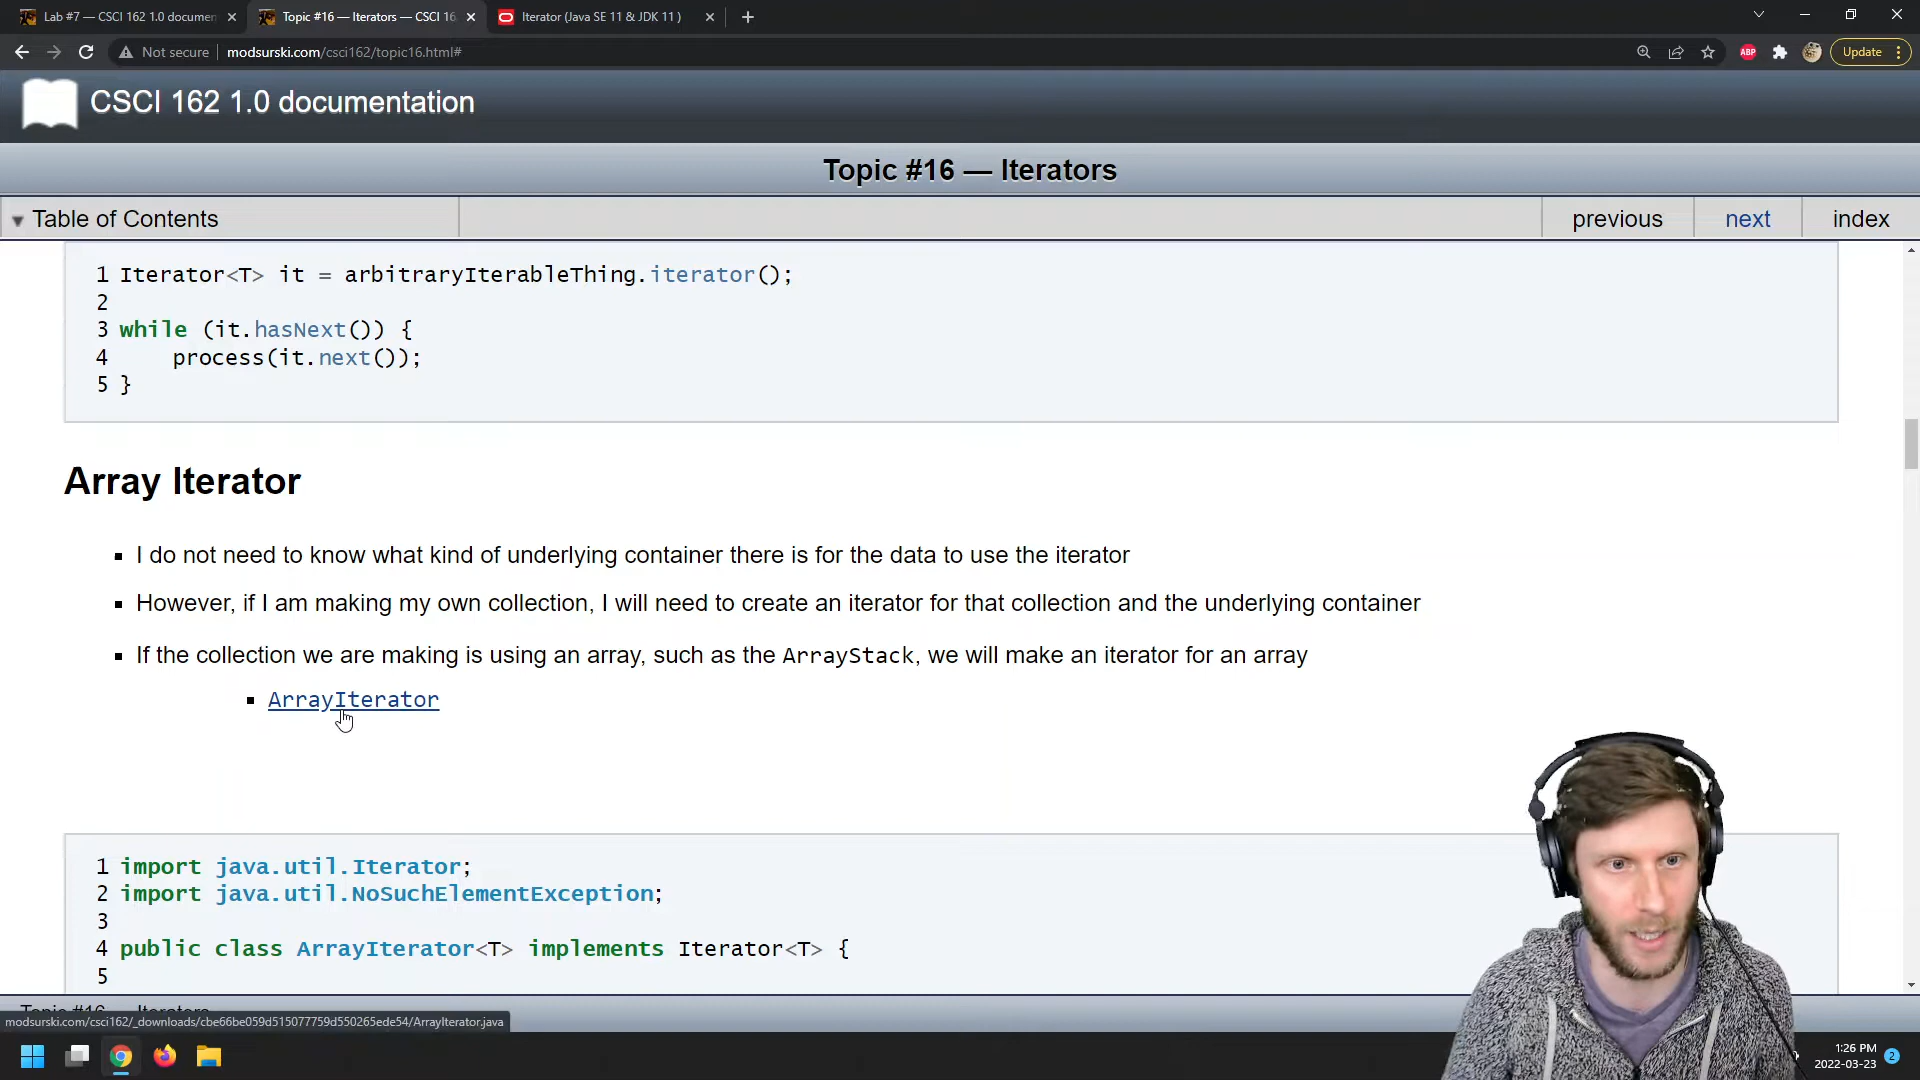 Lab #7 — CSCI 162 1.0 documen
Topic #16 — Iterators — CSCI 16
Iterator (Java SE 11 & JDK 11 )
Not secure
modsurski.com/csci162/topic16.html#
ABP
Update
CSCI 162 1.0 documentation
Topic #16 — Iterators
Table of Contents
previous
next
index
1 Iterator<T> it = arbitraryIterableThing.iterator();
2
3 while (it.hasNext()) {
4 process(it.next());
5 }
Array Iterator
I do not need to know what kind of underlying container there is for the data to use the iterator
However, if I am making my own collection, I will need to create an iterator for that collection and the underlying container
If the collection we are making is using an array, such as the ArrayStack, we will make an iterator for an array
ArrayIterator
1 import java.util.Iterator;
2 import java.util.NoSuchElementException;
3
4 public class ArrayIterator<T> implements Iterator<T> {
5
Topic #16 — Iterators
modsurski.com/csci162/_downloads/cbe66be059d515077759d550265ede54/ArrayIterator.java
1:26 PM
2022-03-23
2